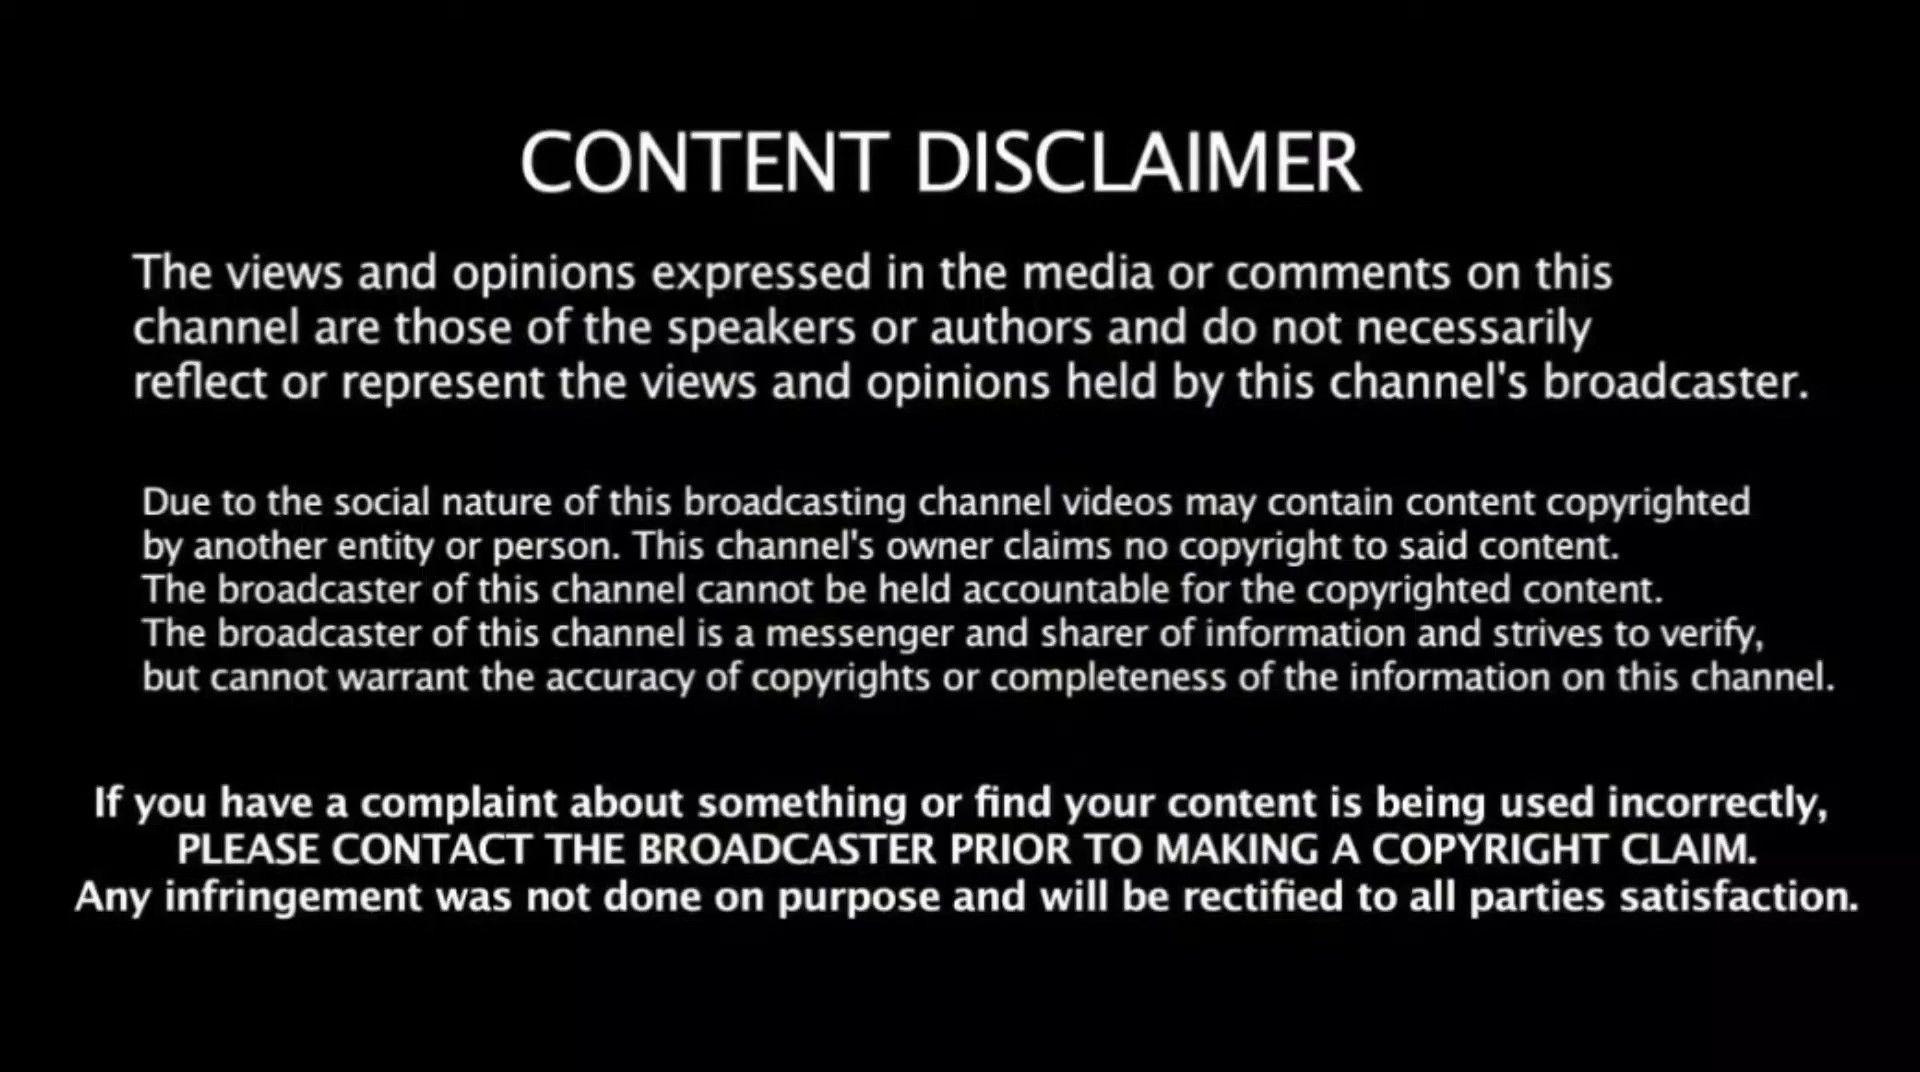 CONTENT DISCLAIMER
The views and opinions expressed in the media or comments on this
channel are those of the speakers or authors and do not necessarily
reflect or represent the views and opinions held by this channel's broadcaster.
Due to the social nature of this broadcasting channel videos may contain content copyrighted
by another entity or person. This channel's owner claims no copyright to said content.
The broadcaster of this channel cannot be held accountable for the copyrighted content.
The broadcaster of this channel is a messenger and sharer of information and strives to verify,
but cannot warrant the accuracy of copyrights or completeness of the information on this channel.
If you have a complaint about something or find your content is being used incorrectly,
PLEASE CONTACT THE BROADCASTER PRIOR TO MAKING A COPYRIGHT CLAIM.
Any infringement was not done on purpose and will be rectified to all parties satisfaction.